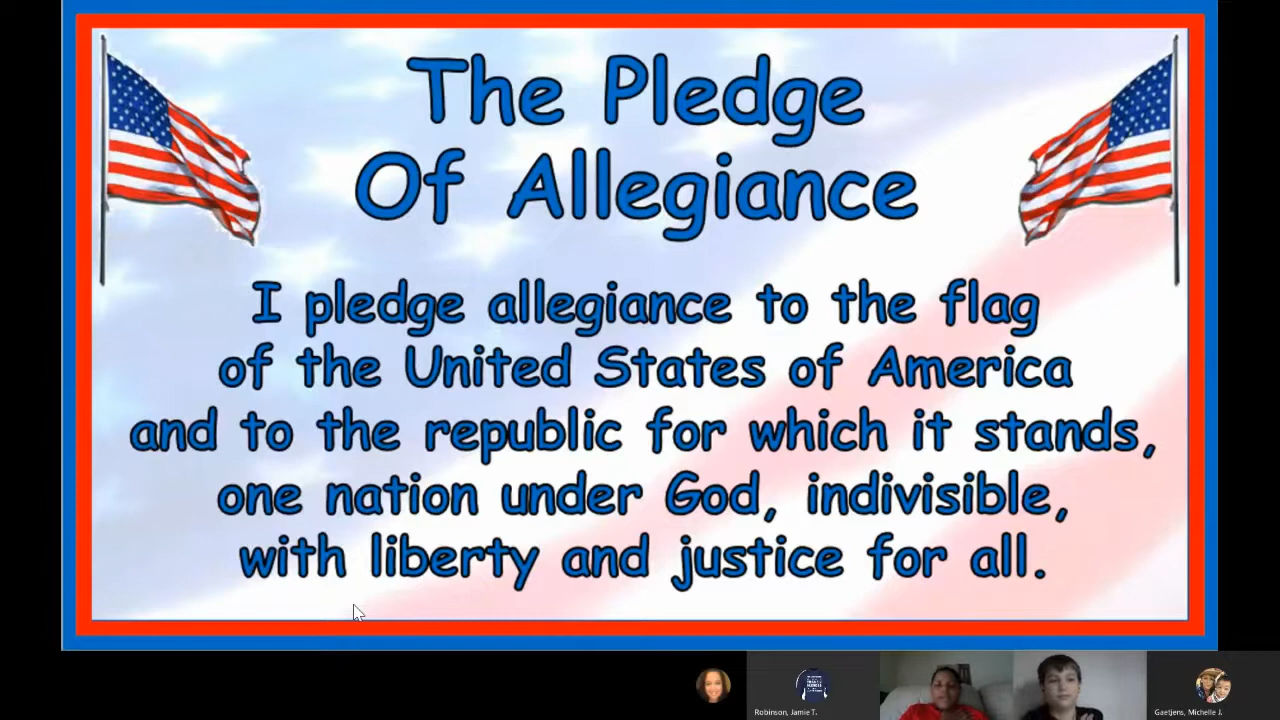 The Pledge
Of Allegiance
I pledge allegiance to the flag
of the United States of America
and to the republic for which it stands,
one nation under God, indivisible,
with liberty and justice for all.
Robinson, Jamie T.
Gaetjens, Michelle J.